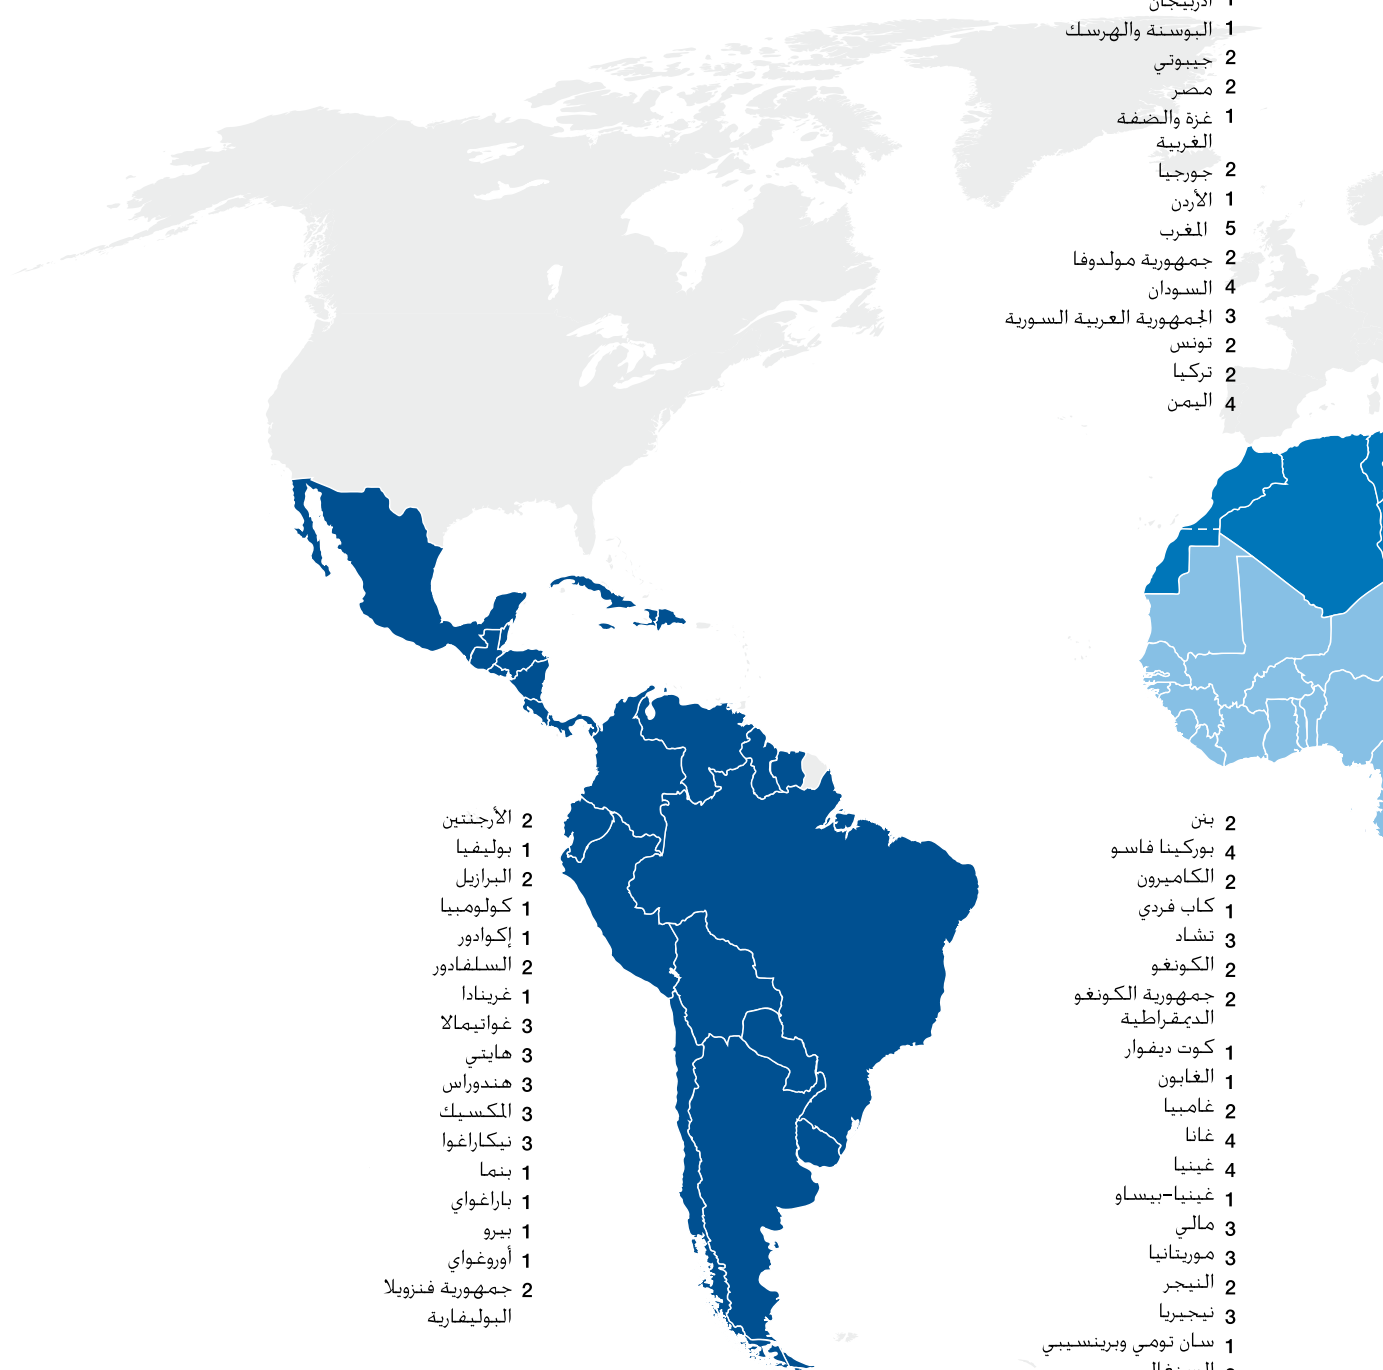 أذربيجان 1
البوسنة والهرسك 1
جيبوتي 2
مصر 2
غزة والضفة 1
الغربية
جورجيا 2
الأردن 1
المغرب 5
جمهورية مولدوفا 2
السودان 4
الجمهورية العربية السورية 3
تونس 2
تركيا 2
اليمن 4
بنن 2
بوركينا فاسو 4
الكاميرون 2
كاب فردي 1
تشاد 3
الكونغو 2
جمهورية الكونغو 2
الديمقراطية
كوت ديفوار 1
الغابون 1
غامبيا 2
غانا 4
غينيا 4
غينيا-بيساو 1
مالي 3
موريتانيا 3
النيجر 2
نيجيريا 3
سان تومي وبرينسيبي 1
الأرجنتين 2
بوليفيا 1
البرازيل 2
كولومبيا 1
إكوادور 1
السلفادور 2
غرينادا 1
غواتيمالا 3
هايتي 3
هندوراس 3
المكسيك 3
نيكاراغوا 3
بنما 1
باراغواي 1
بيرو 1
أوروغواي 1
جمهورية فنزويلا 2
البوليفارية